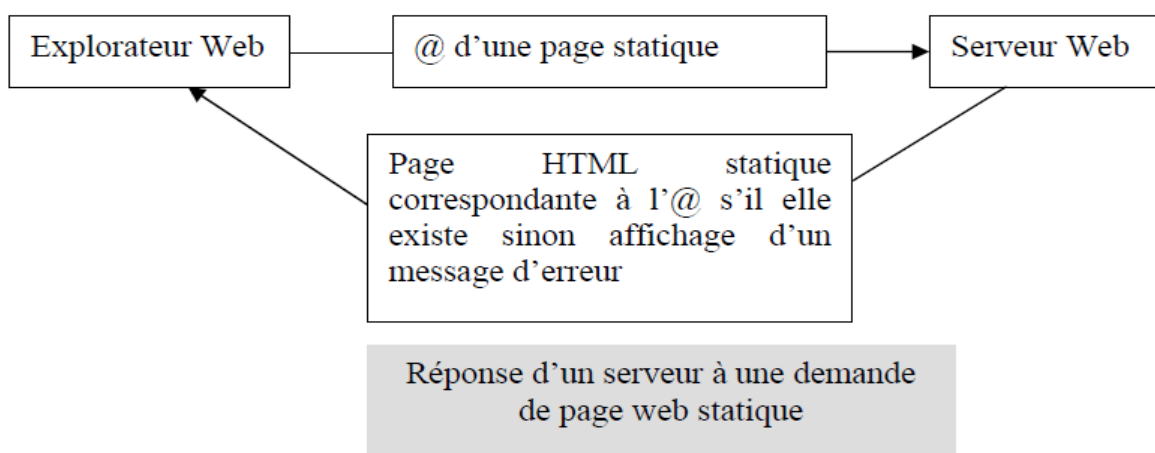 Explorateur Web
@ d’une page statique
Serveur Web
Page HTML statique
correspondante à l’@ s’il elle
existe sinon affichage d’un
message d’erreur
Réponse d’un serveur à une demande
de page web statique